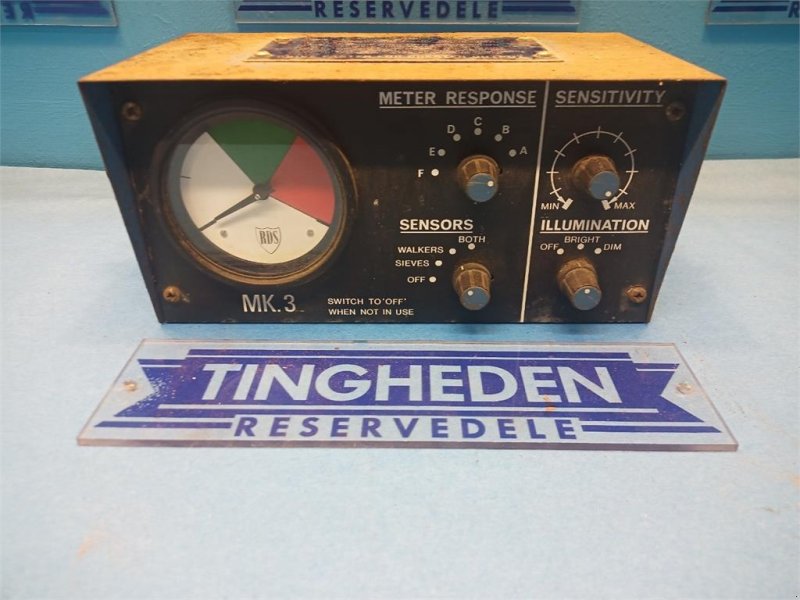 RESERVEDELE
RESERVEDELE
METER RESPONSE
SENSITIVITY
C
D
B
E
A
F
MIN
MAX
SENSORS
BOTH
WALKERS
SIEVES
OFF
ILLUMINATION
BRIGHT
OFF
DIM
RDS
MK.3
SWITCH TO 'OFF'
WHEN NOT IN USE
TINGHEDEN
RESERVEDELE